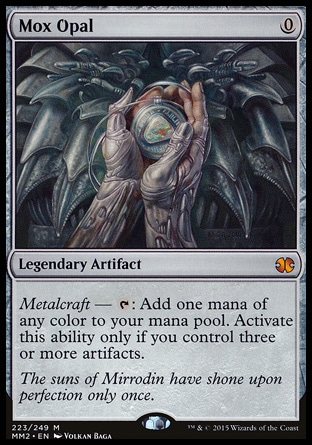 Mox Opal 0
Legendary Artifact
Metalcraft — : Add one mana of
any color to your mana pool. Activate
this ability only if you control three
or more artifacts.
The suns of Mirrodin have shone upon
perfection only once.
223/249 M
MM2 • EN Volkan Baga
™ & © 2015 Wizards of the Coast